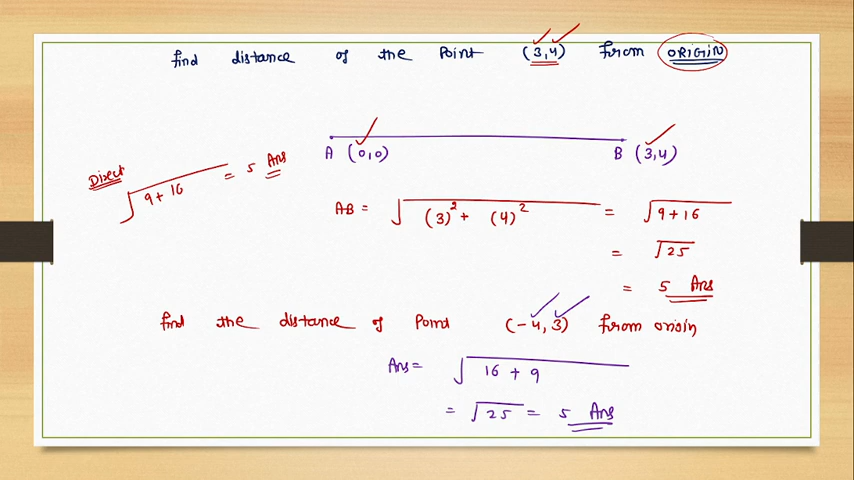 find distance of the Point (3,4) from ORIGIN
A (0,0) B (3,4)
Direct √9+16 = 5 Ans
AB = √(3)² + (4)² = √9+16
= √25
= 5 Ans
find the distance of Point (-4,3) from origin
Ans = √16 + 9
= √25 = 5 Ans